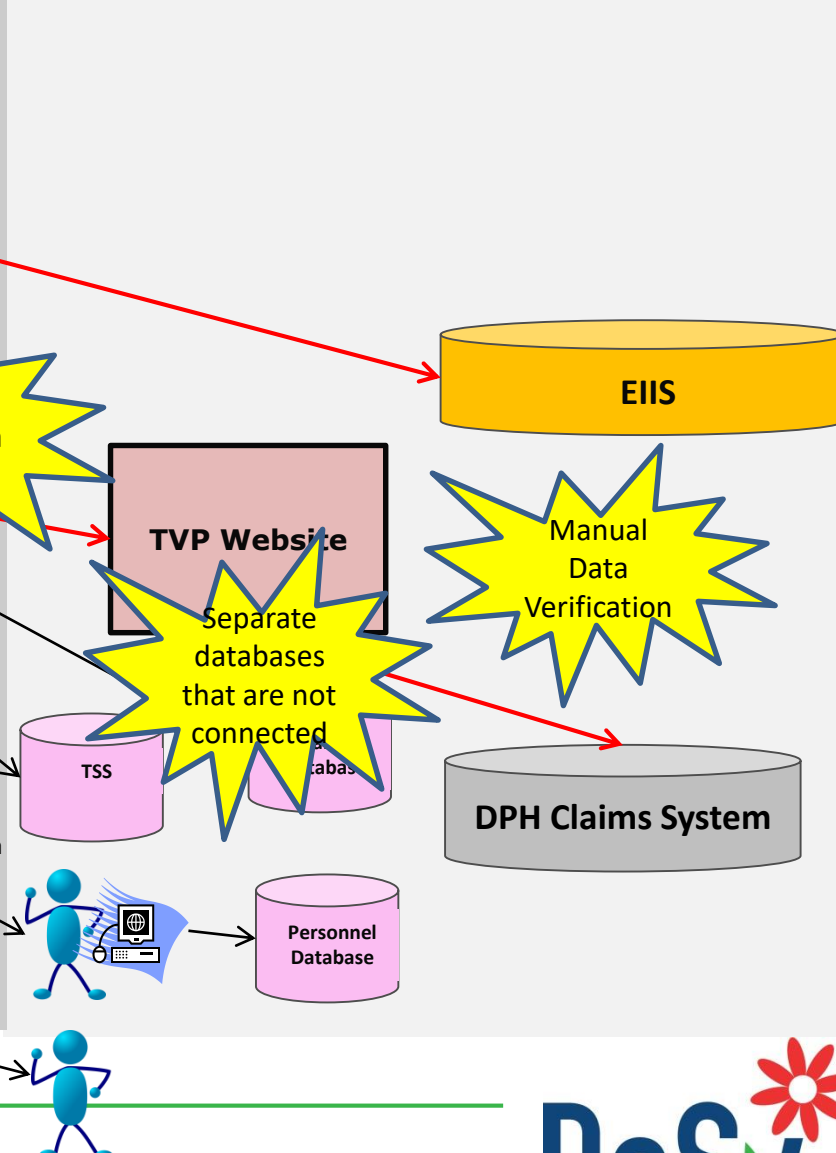 EIIS
TVP Website
Manual
Data
Verification
Separate
databases
that are not
connected
TSS
DPH Claims System
Personnel
Database